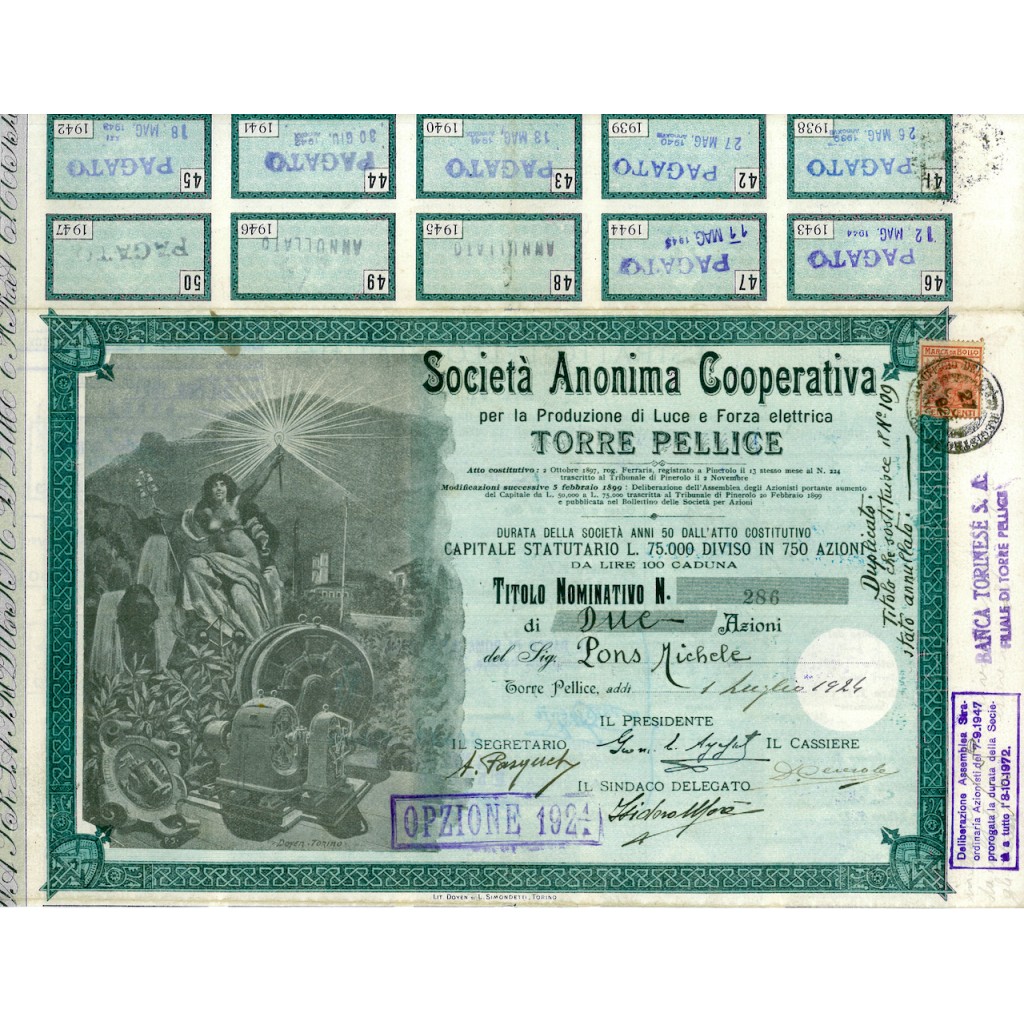 1942
18 MAG. 1943
PAGATO
45
1941
30 GIU. 1942
PAGATO
44
1940
13 MAG. 1941
PAGATO
43
1939
27 MAG. 1940
PAGATO
42
1938
26 MAG. 1939
PAGATO
41
1947
PAGATO
50
1946
ANNULLATO
49
1945
ANNULLATO
48
1944
11 MAG. 1945
PAGATO
47
1943
12 MAG. 1944
PAGATO
46
MARCA DA BOLLO
Società Anonima Cooperativa
per la Produzione di Luce e Forza elettrica
TORRE PELLICE
Atto costitutivo: 2 Ottobre 1897, rog. Ferraris, registrato a Pinerolo il 13 stesso mese al N. 224
trascritto al Tribunale di Pinerolo il 2 Novembre
Modificazioni successive 5 febbraio 1899: Deliberazione dell'Assemblea degli Azionisti portante aumento
del Capitale da L. 50,000 a L. 75,000 trascritta al Tribunale di Pinerolo 20 Febbraio 1899
e pubblicata nel Bollettino delle Società per Azioni
DURATA DELLA SOCIETÀ ANNI 50 DALL'ATTO COSTITUTIVO
CAPITALE STATUTARIO L. 75.000 DIVISO IN 750 AZIONI
DA LIRE 100 CADUNA
TITOLO NOMINATIVO N. 286
di Due Azioni
del Sig. Pons Michele
Torre Pellice, addì 1 Luglio 1924
IL PRESIDENTE
IL SEGRETARIO
IL CASSIERE
IL SINDACO DELEGATO
OPZIONE 1924
Doyen-Torino
LIT. DOYEN DI L. SIMONDETTI, TORINO
Duplicato
Titolo che sostituisce il N° 109
stato annullato
BANCA TORINESE S. A.
FILIALE DI TORRE PELLICE
Deliberazione Assemblea Stra-
ordinaria Azionisti del 7-9.1947
prorogata la durata della Socie-
tà a tutto l'8-10-1972.